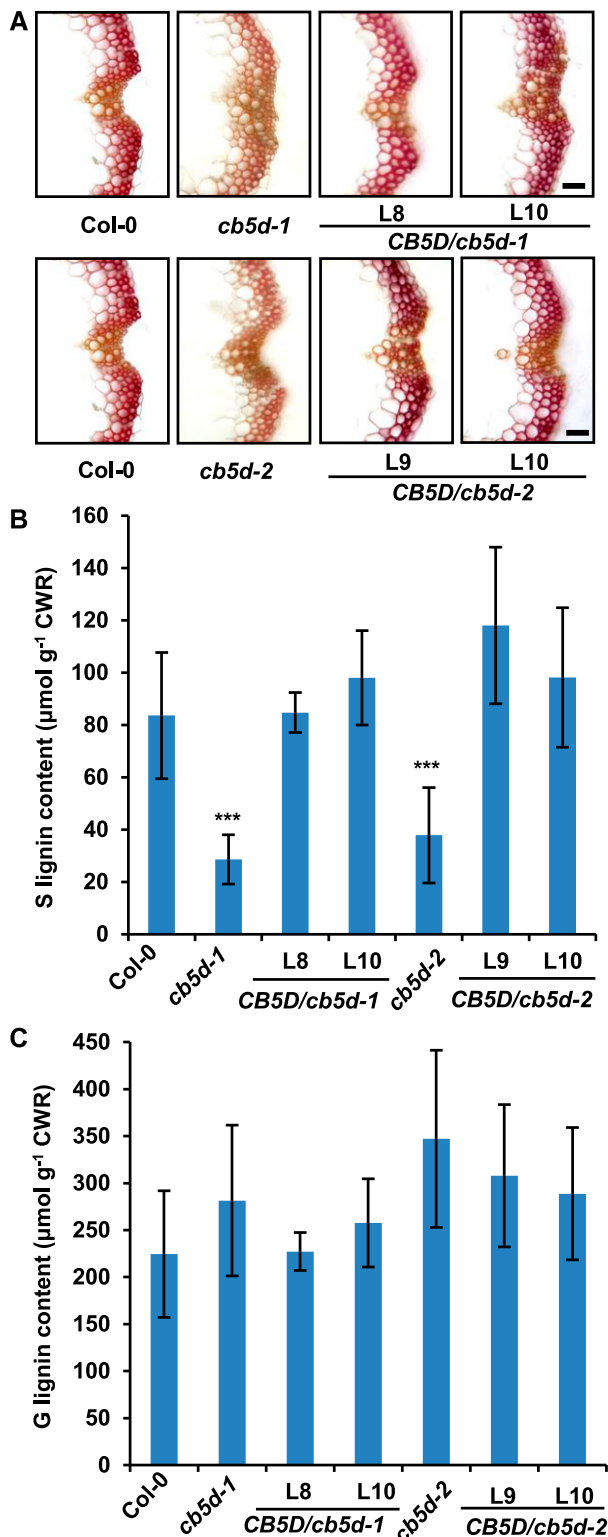 A
Col-0 cb5d-1 L8 L10
CB5D/cb5d-1
Col-0 cb5d-2 L9 L10
CB5D/cb5d-2
B
S lignin content (µmol g⁻¹ CWR)
160
140
120
100
80
60
40
20
0
***
***
Col-0 cb5d-1 L8 L10 cb5d-2 L9 L10
CB5D/cb5d-1 CB5D/cb5d-2
C
G lignin content (µmol g⁻¹ CWR)
450
400
350
300
250
200
150
100
50
0
Col-0 cb5d-1 L8 L10 cb5d-2 L9 L10
CB5D/cb5d-1 CB5D/cb5d-2